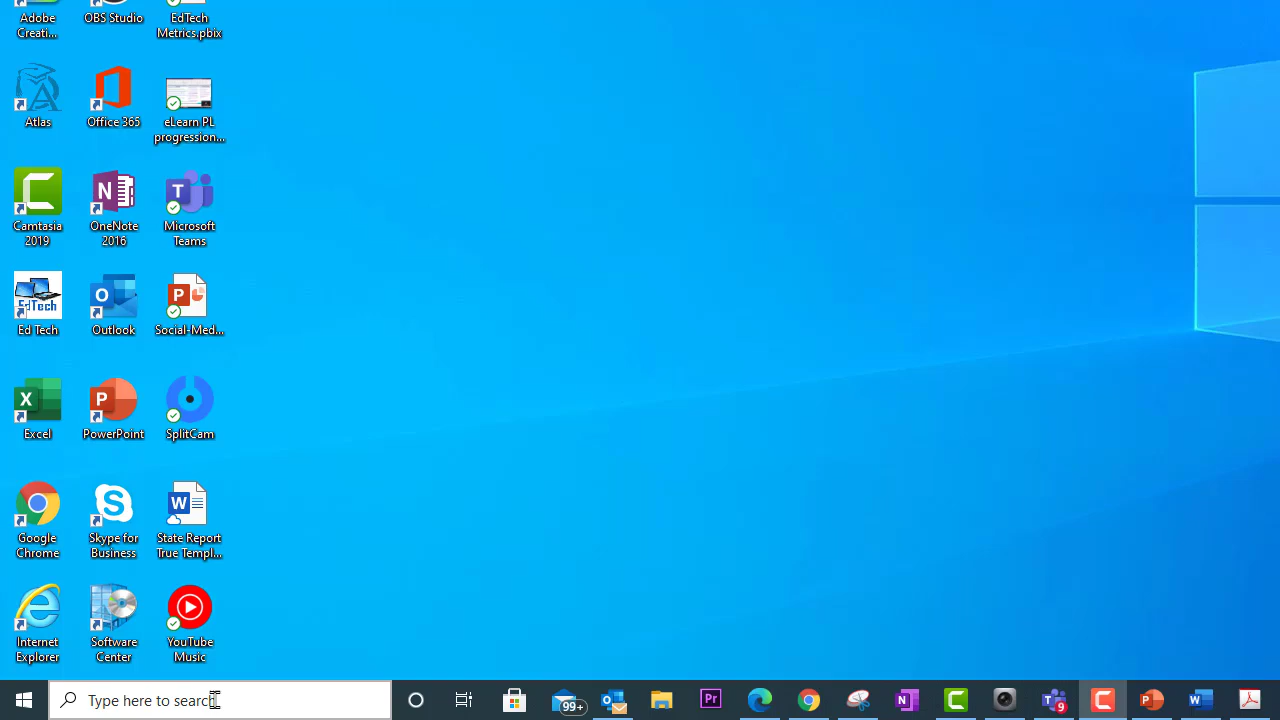 Adobe
Creati...
OBS Studio
EdTech
Metrics.pbix
Atlas
Office 365
eLearn PL
progression...
Camtasia
2019
OneNote
2016
Microsoft
Teams
EdTech
Ed Tech
Outlook
Social-Med...
Excel
PowerPoint
SplitCam
Google
Chrome
Skype for
Business
State Report
True Templ...
Internet
Explorer
Software
Center
YouTube
Music
Type here to search
99+
Pr
9